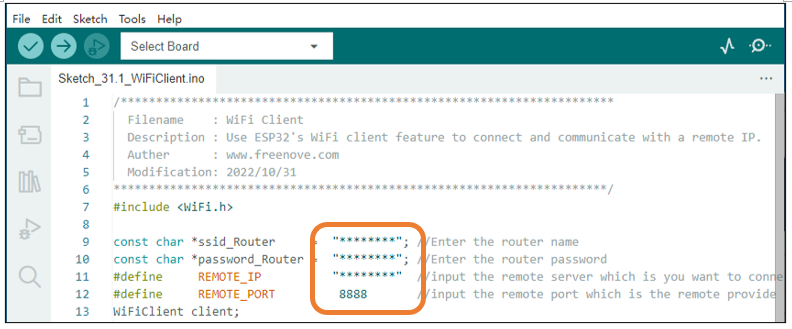 File Edit Sketch Tools Help
Select Board
Sketch_31.1_WiFiClient.ino
1 /**********************************************************************
2 Filename : WiFi Client
3 Description : Use ESP32's WiFi client feature to connect and communicate with a remote IP.
4 Auther : www.freenove.com
5 Modification: 2022/10/31
6 **********************************************************************/
7 #include <WiFi.h>
8
9 const char *ssid_Router = "********"; //Enter the router name
10 const char *password_Router = "********"; //Enter the router password
11 #define REMOTE_IP "********" //input the remote server which is you want to conne
12 #define REMOTE_PORT 8888 //input the remote port which is the remote provide
13 WiFiClient client;